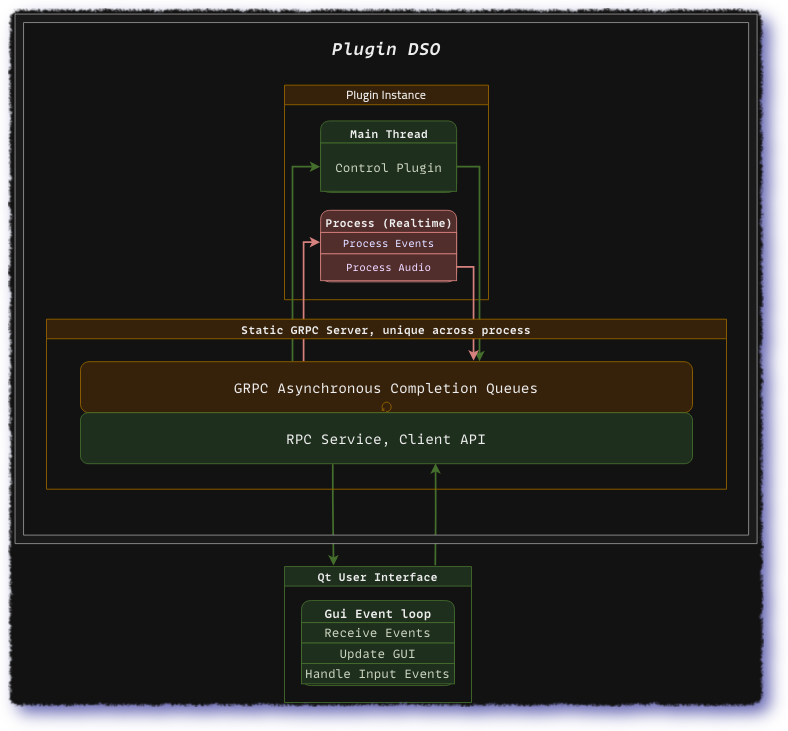 Plugin DSO
Plugin Instance
Main Thread
Control Plugin
Process (Realtime)
Process Events
Process Audio
Static GRPC Server, unique across process
GRPC Asynchronous Completion Queues
RPC Service, Client API
Qt User Interface
Gui Event loop
Receive Events
Update GUI
Handle Input Events